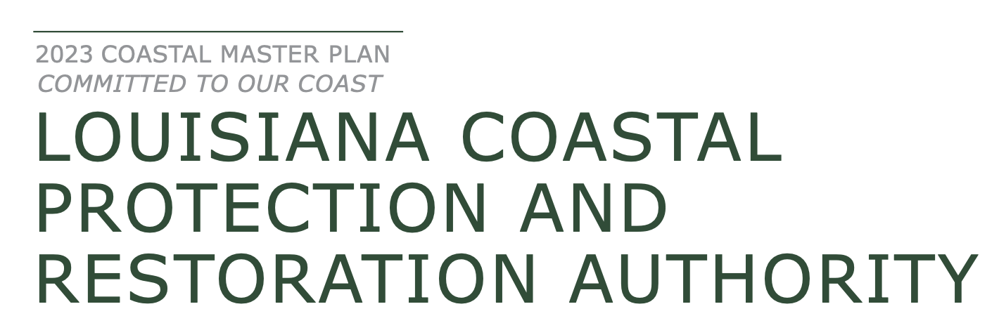 2023 COASTAL MASTER PLAN
COMMITTED TO OUR COAST
LOUISIANA COASTAL
PROTECTION AND
RESTORATION AUTHORITY